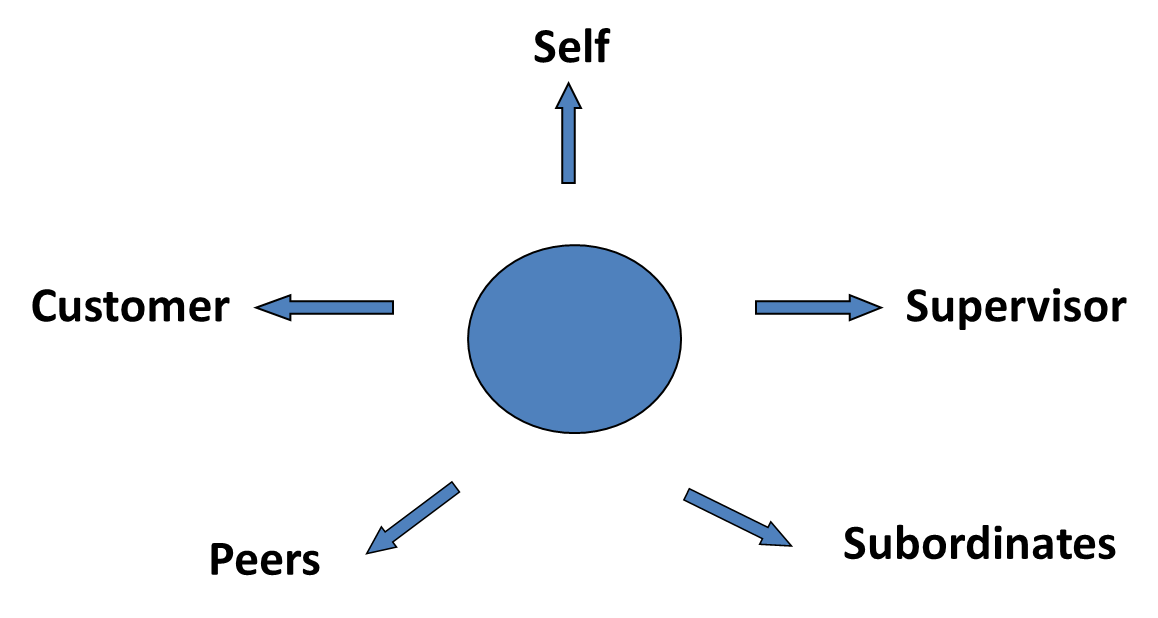 Self
Customer
Supervisor
Peers
Subordinates